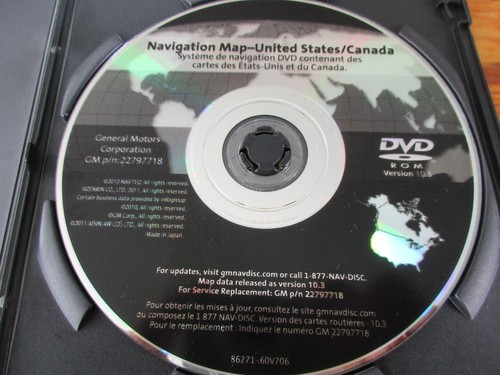 Navigation Map–United States/Canada
Système de navigation DVD contenant des
cartes des États-Unis et du Canada.
General Motors
Corporation
GM p/n:22797718
DVD
ROM
Version 10.3
©2010 NAVTEQ. All rights reserved.
©ZENRIN CO., LTD. 2011. All rights reserved.
Certain business data provided by infogroup
©2010, All rights reserved.
©GM Corp., All rights reserved.
©2011 AISIN AW CO., LTD., All rights reserved.
Made in Japan.
For updates, visit gmnavdisc.com or call 1-877-NAV-DISC.
Map data released as version 10.3
For Service Replacement: GM p/n 22797718
Pour obtenir les mises à jour, consultez le site gmnavdisc.com
ou composez le 1 877 NAV-DISC. Version des cartes routières : 10.3
Pour le remplacement : Indiquez le numéro GM 22797718
86271-60V706